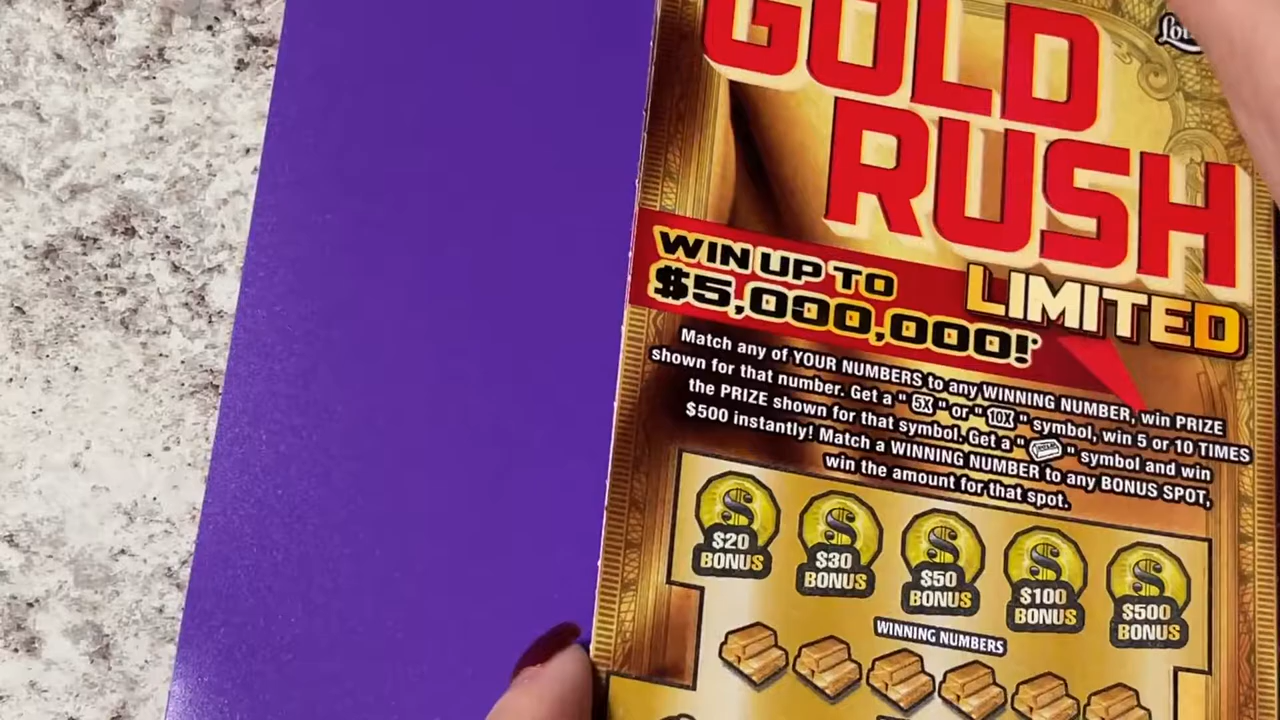 GOLD
RUSH
LIMITED
WIN UP TO
$5,000,000!*
Match any of YOUR NUMBERS to any WINNING NUMBER, win PRIZE
shown for that number. Get a "5X" or "10X" symbol, win 5 or 10 TIMES
the PRIZE shown for that symbol. Get a " " symbol and win
$500 instantly! Match a WINNING NUMBER to any BONUS SPOT,
win the amount for that spot.
$20 BONUS
$30 BONUS
$50 BONUS
$100 BONUS
$500 BONUS
WINNING NUMBERS